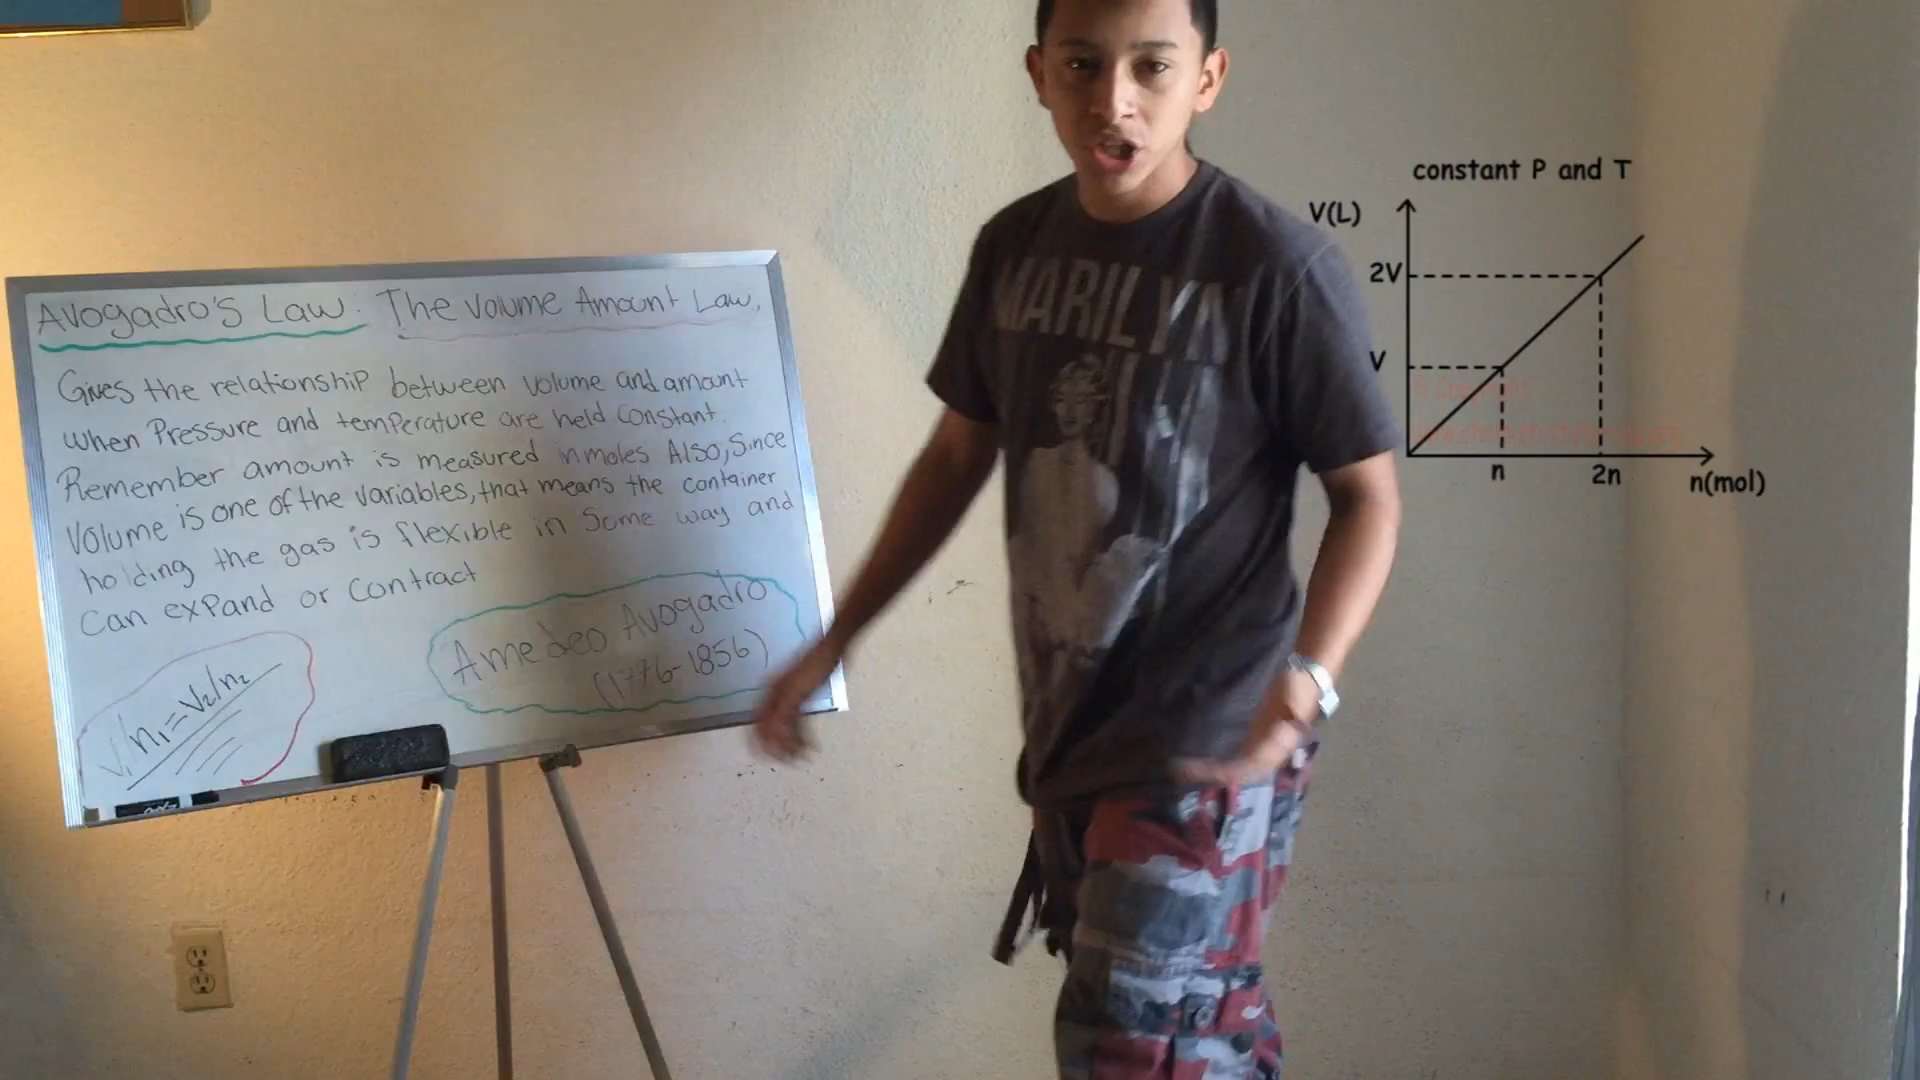 Avogadro's Law: The Volume Amount Law.
Gives the relationship between volume and amount
when Pressure and temperature are held constant.
Remember amount is measured in moles Also, Since
Volume is one of the variables, that means the container
holding the gas is flexible in Some way and
Can expand or contract
Amedeo Avogadro
(1776-1856)
V1/n1 = V2/n2
MARILYN
constant P and T
V(L)
2V
V
n
2n
n(mol)